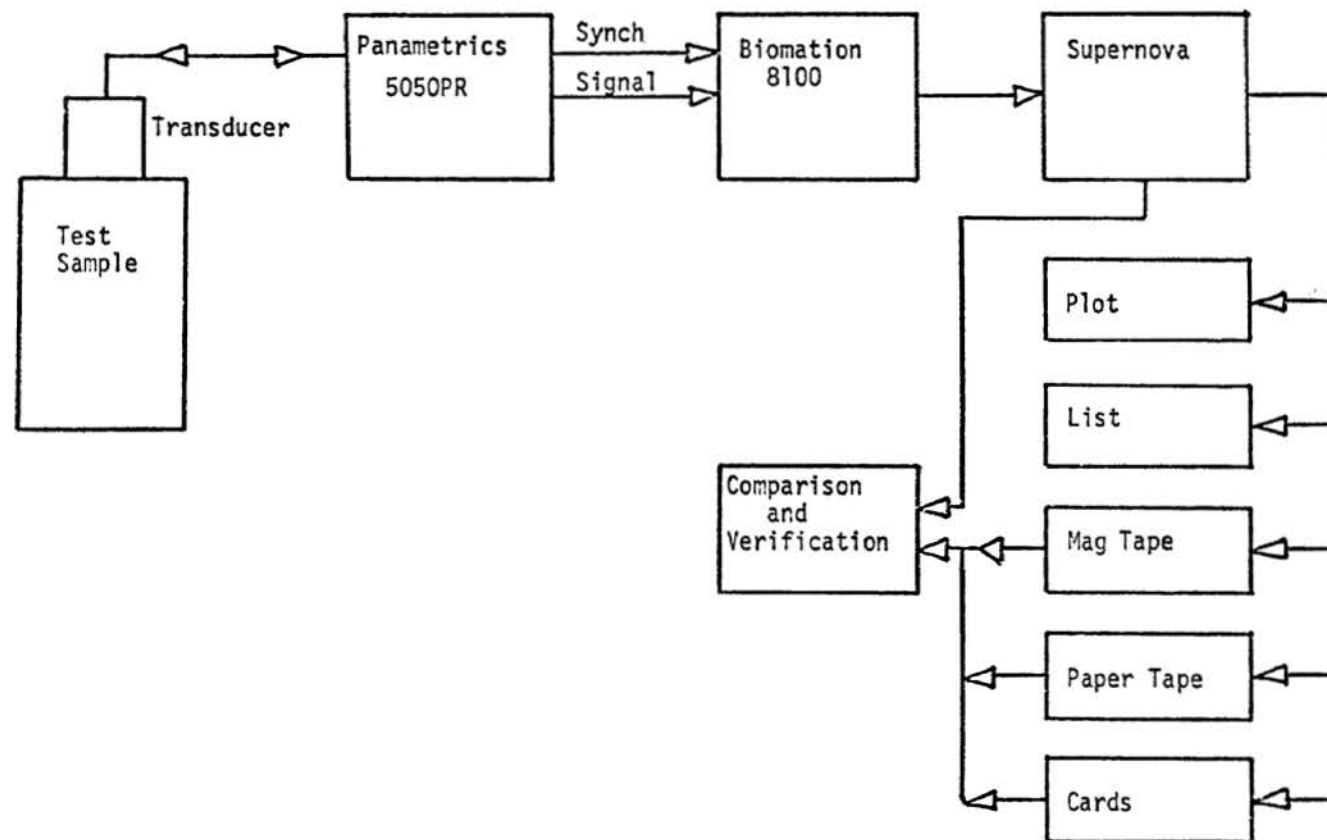 Panametrics
5050PR
Synch
Signal
Biomation
8100
Supernova
Transducer
Test
Sample
Plot
List
Comparison
and
Verification
Mag Tape
Paper Tape
Cards